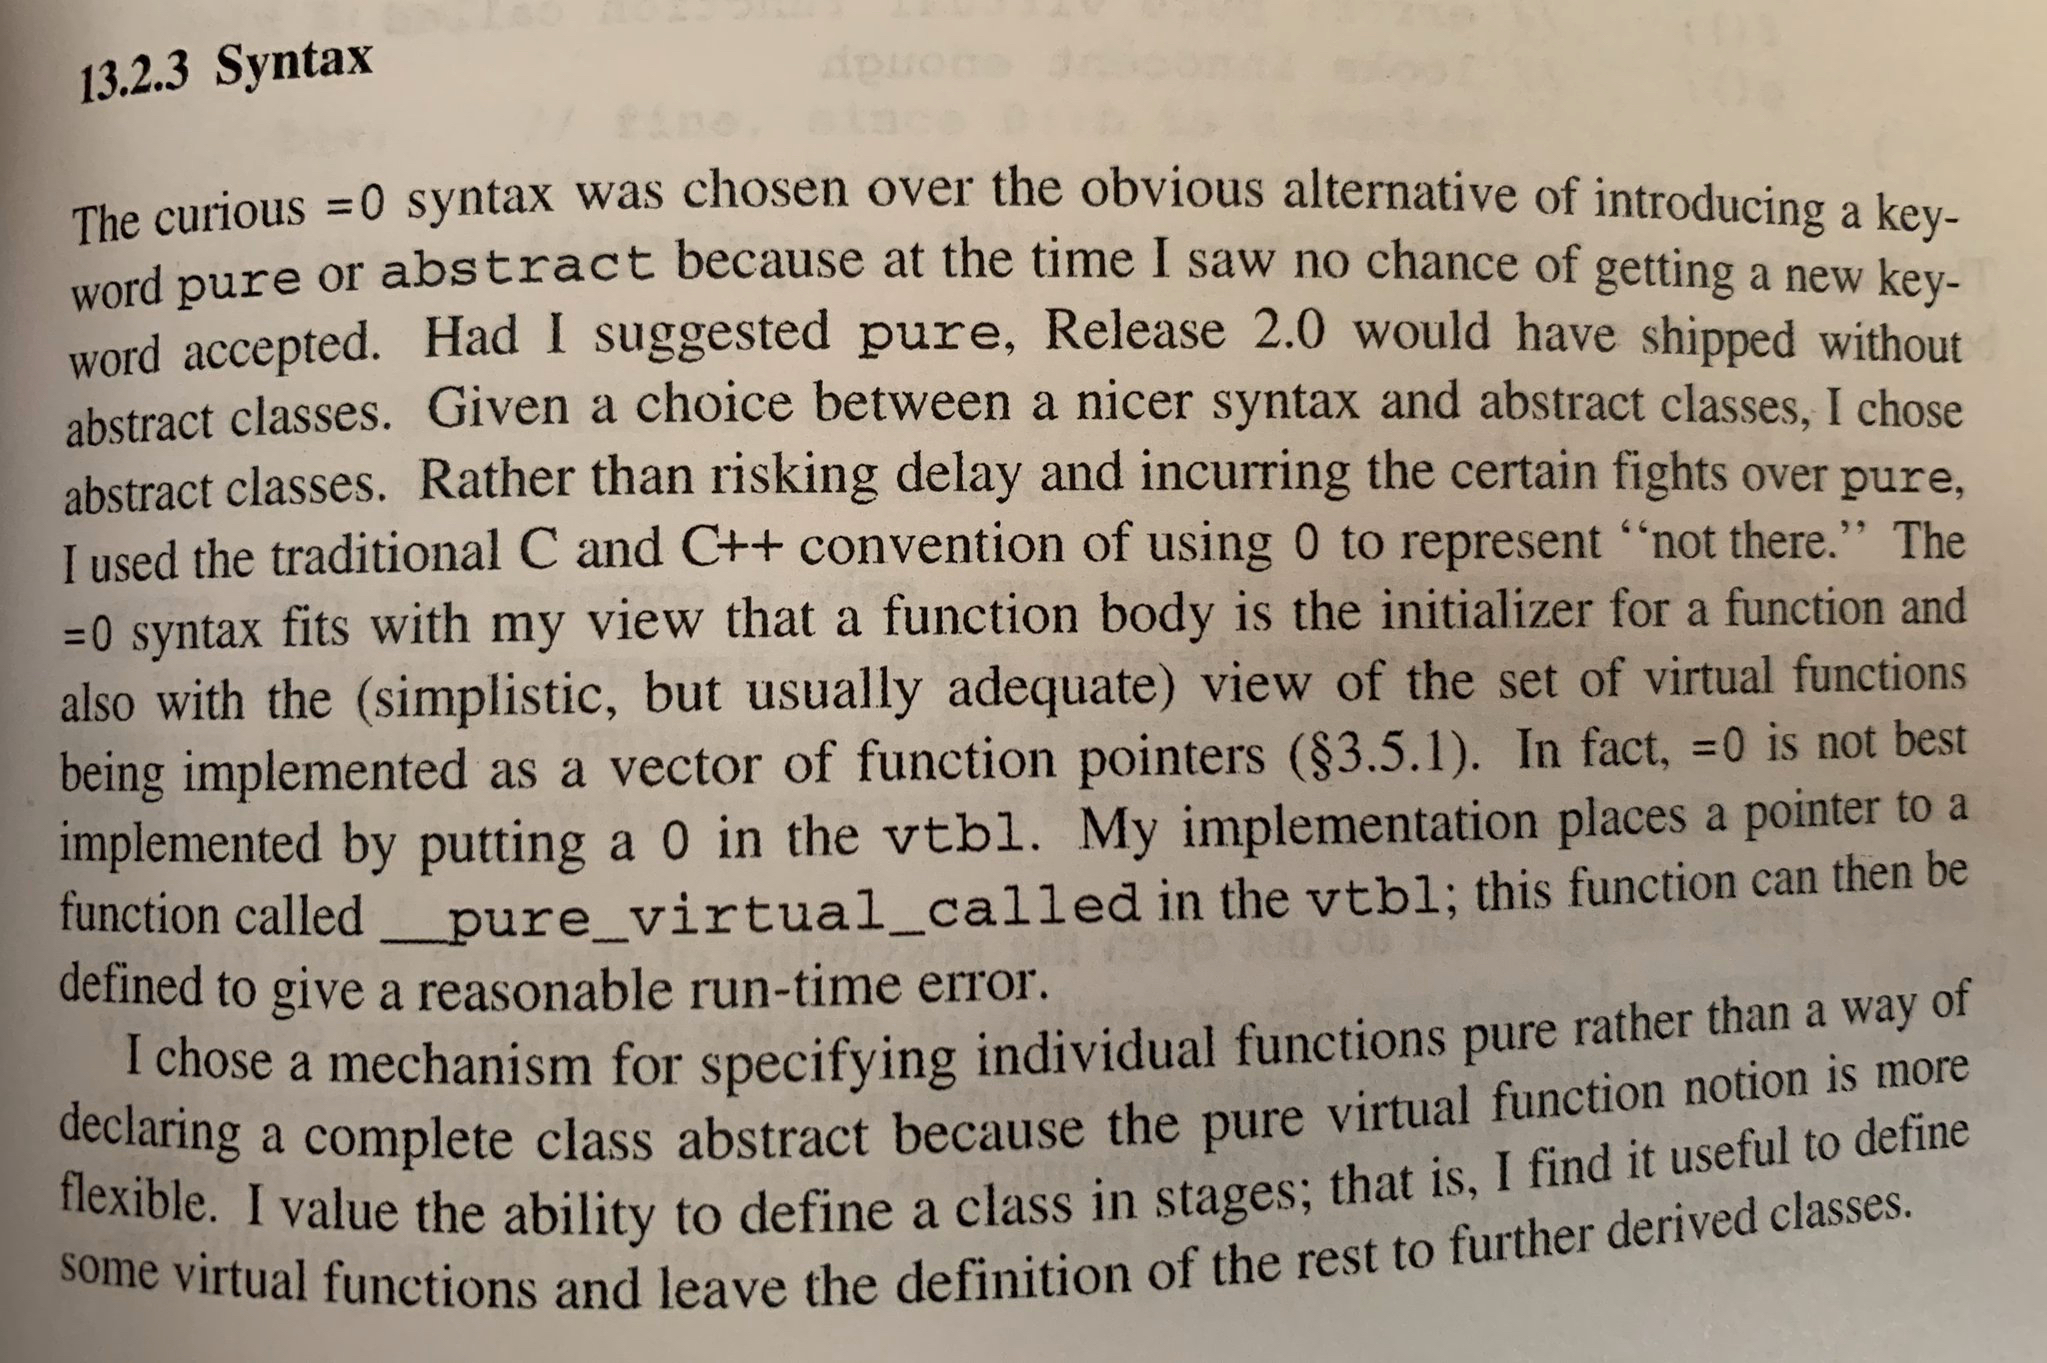 13.2.3 Syntax
The curious =0 syntax was chosen over the obvious alternative of introducing a key-
word pure or abstract because at the time I saw no chance of getting a new key-
word accepted. Had I suggested pure, Release 2.0 would have shipped without
abstract classes. Given a choice between a nicer syntax and abstract classes, I chose
abstract classes. Rather than risking delay and incurring the certain fights over pure,
I used the traditional C and C++ convention of using 0 to represent ‘‘not there.’’ The
=0 syntax fits with my view that a function body is the initializer for a function and
also with the (simplistic, but usually adequate) view of the set of virtual functions
being implemented as a vector of function pointers (§3.5.1). In fact, =0 is not best
implemented by putting a 0 in the vtbl. My implementation places a pointer to a
function called __pure_virtual_called in the vtbl; this function can then be
defined to give a reasonable run-time error.
I chose a mechanism for specifying individual functions pure rather than a way of
declaring a complete class abstract because the pure virtual function notion is more
flexible. I value the ability to define a class in stages; that is, I find it useful to define
some virtual functions and leave the definition of the rest to further derived classes.